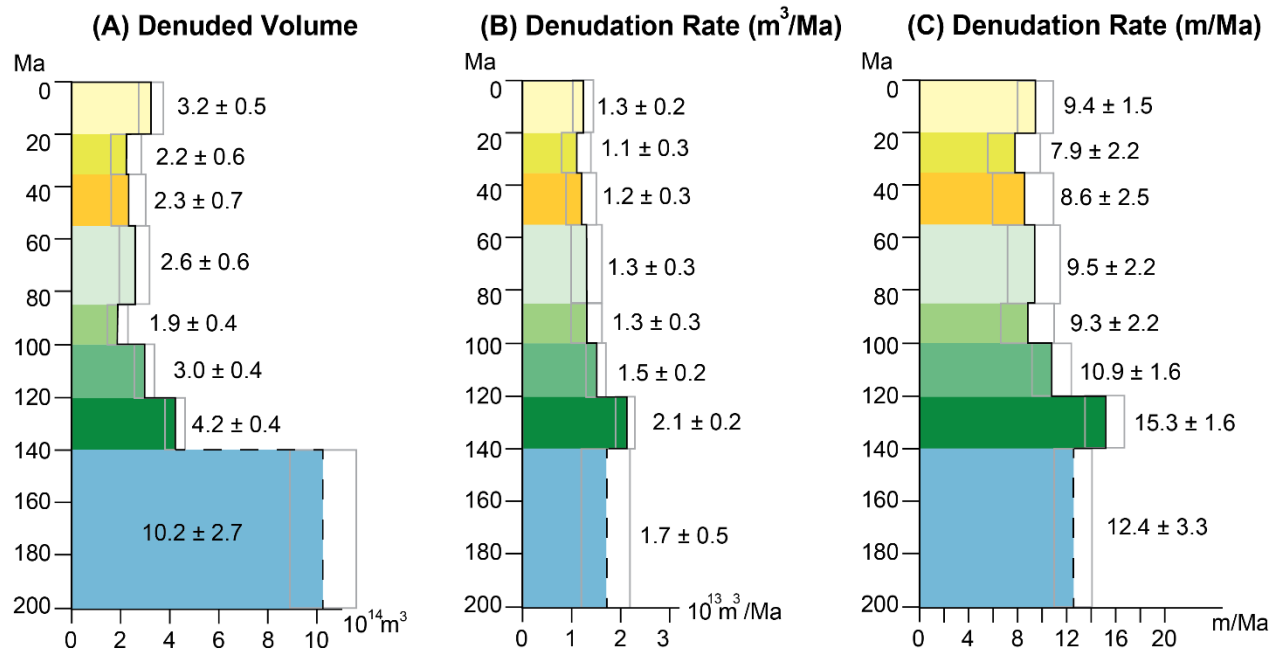 (A) Denuded Volume
Ma
0
20
40
60
80
100
120
140
160
180
200
3.2 ± 0.5
2.2 ± 0.6
2.3 ± 0.7
2.6 ± 0.6
1.9 ± 0.4
3.0 ± 0.4
4.2 ± 0.4
10.2 ± 2.7
0 2 4 6 8 10
10¹⁴m³
(B) Denudation Rate (m³/Ma)
0
20
40
60
80
100
120
140
160
180
200
1.3 ± 0.2
1.1 ± 0.3
1.2 ± 0.3
1.3 ± 0.3
1.3 ± 0.3
1.5 ± 0.2
2.1 ± 0.2
1.7 ± 0.5
0 1 2 3
10¹³m³/Ma
(C) Denudation Rate (m/Ma)
Ma
0
20
40
60
80
100
120
140
160
180
200
9.4 ± 1.5
7.9 ± 2.2
8.6 ± 2.5
9.5 ± 2.2
9.3 ± 2.2
10.9 ± 1.6
15.3 ± 1.6
12.4 ± 3.3
0 4 8 12 16 20
m/Ma